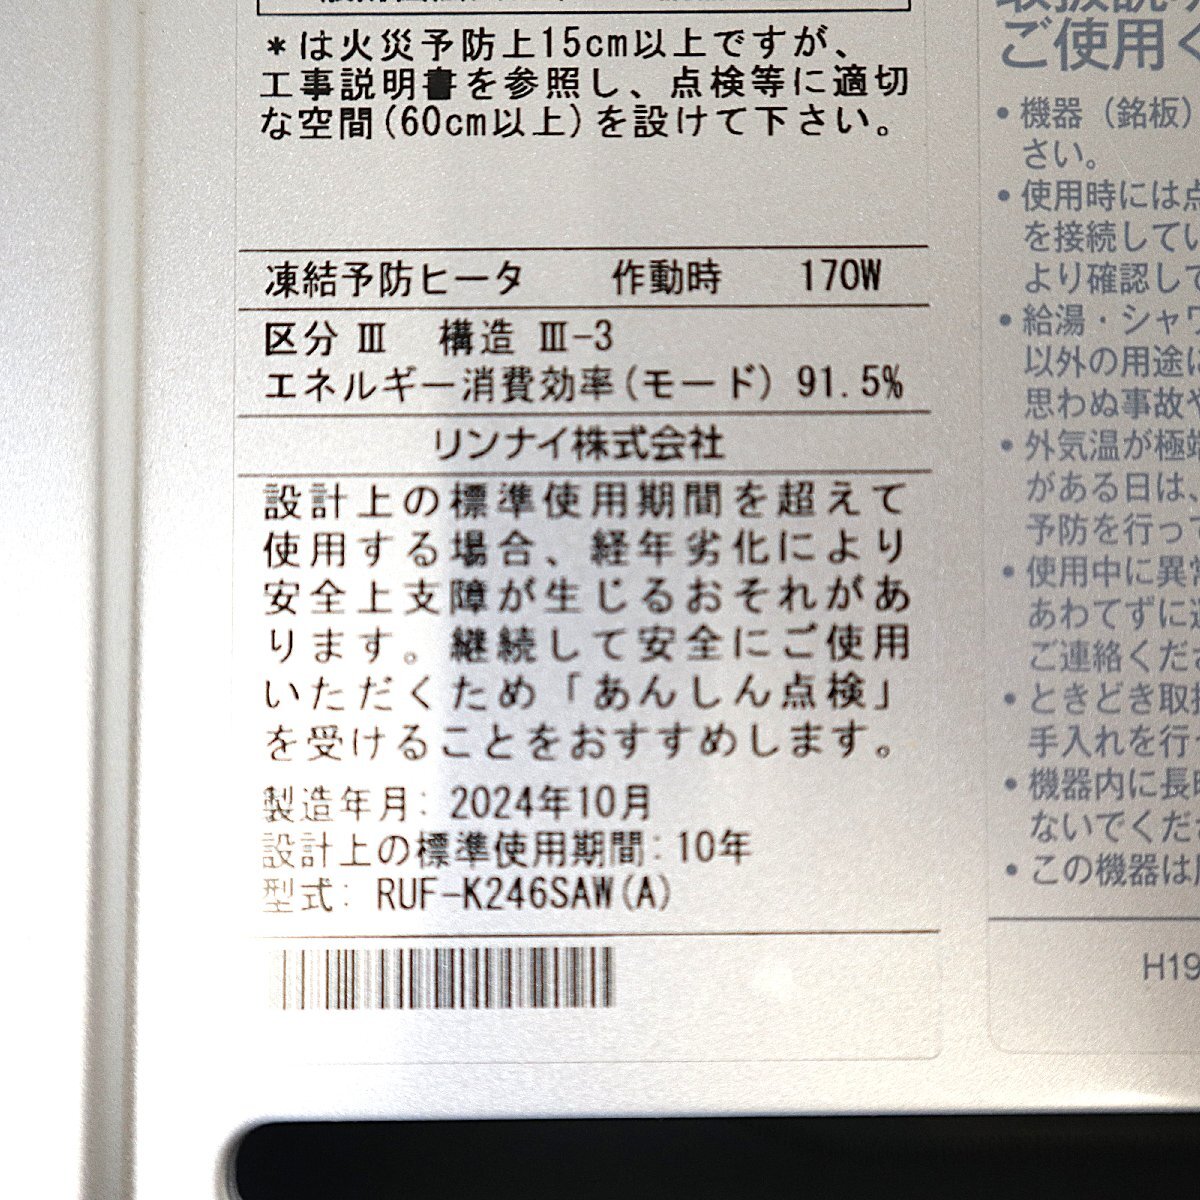 ＊は火災予防上15cm以上ですが、
工事説明書を参照し、点検等に適切
な空間(60cm以上)を設けて下さい。
凍結予防ヒータ 作動時 170W
区分 Ⅲ 構造 Ⅲ-3
エネルギー消費効率(モード) 91.5%
リンナイ株式会社
設計上の標準使用期間を超えて
使用する場合、経年劣化により
安全上支障が生じるおそれがあ
ります。継続して安全にご使用
いただくため「あんしん点検」
を受けることをおすすめします。
製造年月: 2024年10月
設計上の標準使用期間: 10年
型式: RUF-K246SAW(A)
取扱説明
ご使用く
・機器（銘板）
さい。
・使用時には点
を接続してい
より確認して
・給湯・シャワ
以外の用途に
思わぬ事故や
・外気温が極端
がある日は、
予防を行っ
・使用中に異常
あわてずに
ご連絡くださ
・ときどき取扱
手入れを行
・機器内に長時
ないでくだ
・この機器は
H19